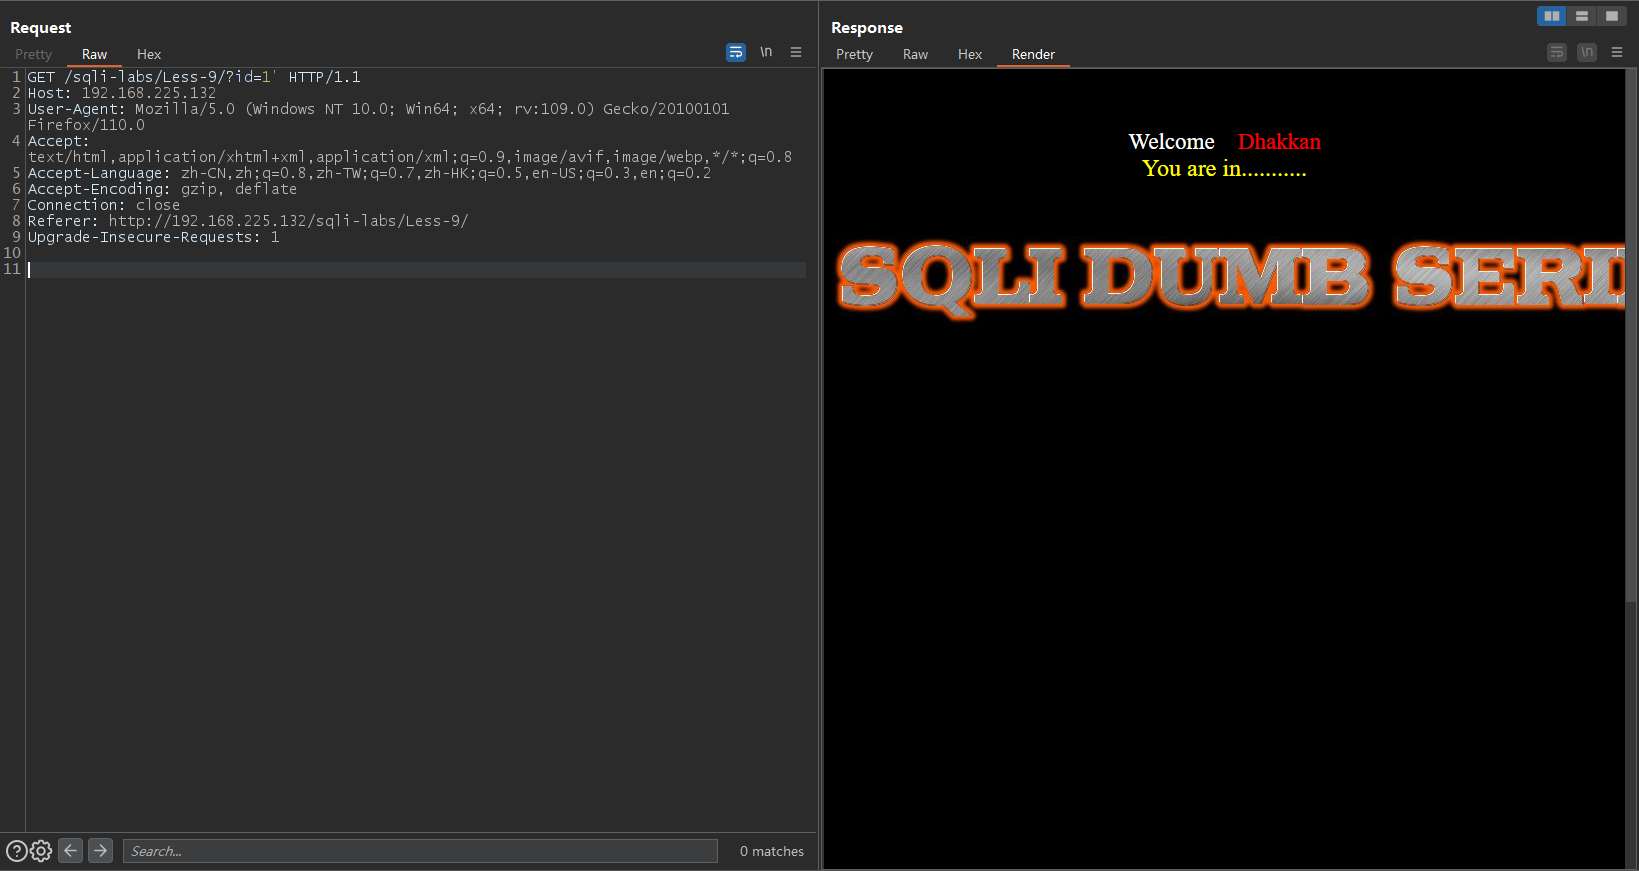 Request
Pretty Raw Hex \n
1 GET /sqli-labs/Less-9/?id=1' HTTP/1.1
2 Host: 192.168.225.132
3 User-Agent: Mozilla/5.0 (Windows NT 10.0; Win64; x64; rv:109.0) Gecko/20100101
Firefox/110.0
4 Accept:
text/html,application/xhtml+xml,application/xml;q=0.9,image/avif,image/webp,*/*;q=0.8
5 Accept-Language: zh-CN,zh;q=0.8,zh-TW;q=0.7,zh-HK;q=0.5,en-US;q=0.3,en;q=0.2
6 Accept-Encoding: gzip, deflate
7 Connection: close
8 Referer: http://192.168.225.132/sqli-labs/Less-9/
9 Upgrade-Insecure-Requests: 1
10
11
? Search... 0 matches
Response
Pretty Raw Hex Render \n
Welcome Dhakkan
You are in...........
SQLI DUMB SERI